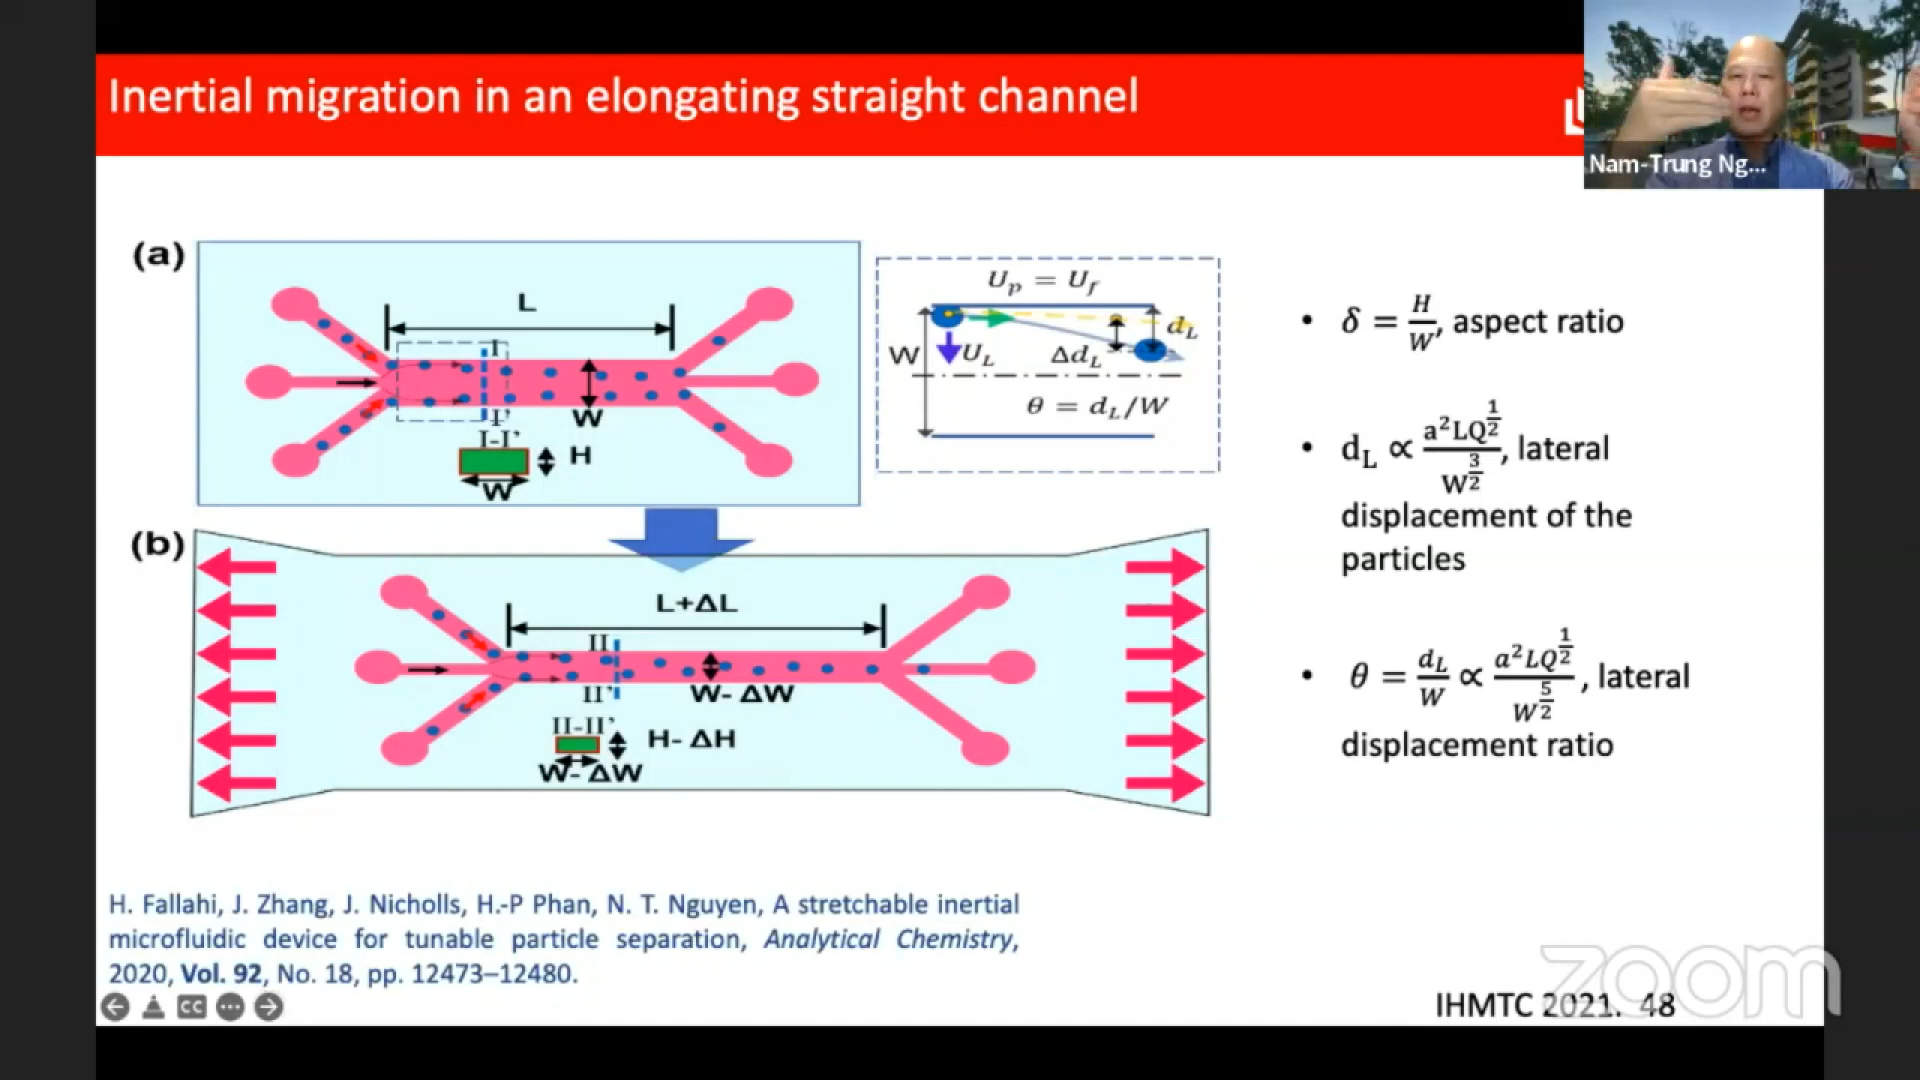 Inertial migration in an elongating straight channel
Nam-Trung Ng...
(a)
L
I
I'
W
I-I'
H
W
U_p = U_f
W
U_L
Δd_L
d_L
θ = d_L/W
(b)
L+ΔL
II
II'
W- ΔW
II-II'
H- ΔH
W- ΔW
• δ = H/W, aspect ratio
• d_L ∝ a²LQ^(1/2)/W^(3/2), lateral
displacement of the
particles
• θ = d_L/W ∝ a²LQ^(1/2)/W^(5/2), lateral
displacement ratio
H. Fallahi, J. Zhang, J. Nicholls, H.-P Phan, N. T. Nguyen, A stretchable inertial
microfluidic device for tunable particle separation, Analytical Chemistry,
2020, Vol. 92, No. 18, pp. 12473–12480.
CC
IHMTC 2021. 48
zoom